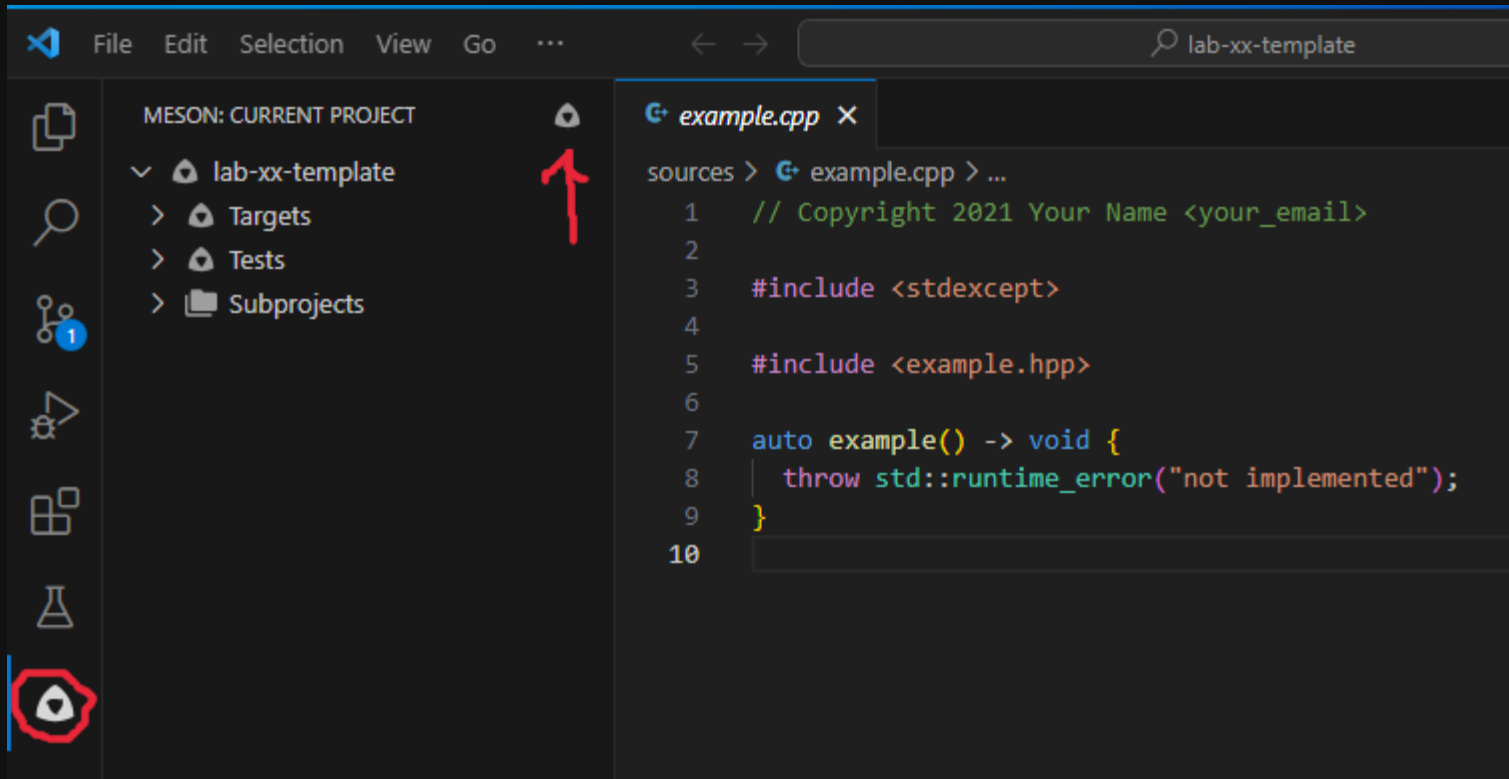 File Edit Selection View Go ...
lab-xx-template
MESON: CURRENT PROJECT
lab-xx-template
Targets
Tests
Subprojects
1
example.cpp
sources > example.cpp > ...
1 // Copyright 2021 Your Name <your_email>
2
3 #include <stdexcept>
4
5 #include <example.hpp>
6
7 auto example() -> void {
8 throw std::runtime_error("not implemented");
9 }
10